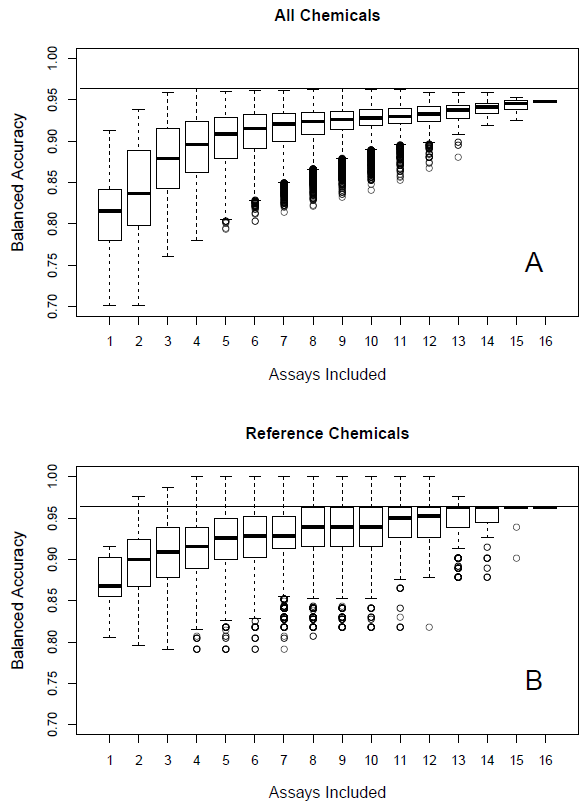 All Chemicals
Balanced Accuracy
1.00
0.95
0.90
0.85
0.80
0.75
0.70
A
1 2 3 4 5 6 7 8 9 10 11 12 13 14 15 16
Assays Included
Reference Chemicals
Balanced Accuracy
1.00
0.95
0.90
0.85
0.80
0.75
0.70
B
1 2 3 4 5 6 7 8 9 10 11 12 13 14 15 16
Assays Included